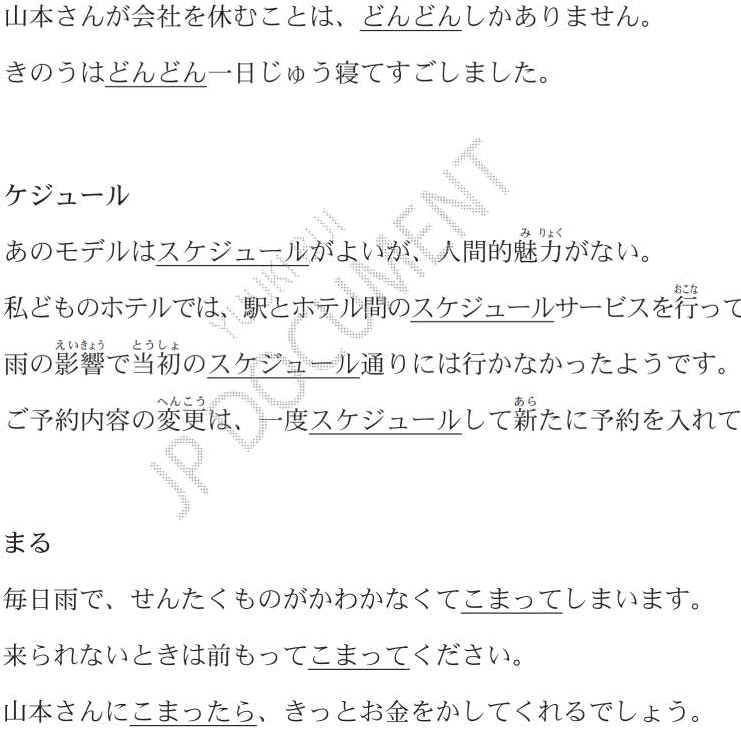 山本さんが会社を休むことは、どんどんしかありません。
きのうはどんどん一日じゅう寝てすごしました。
ケジュール
あのモデルはスケジュールがよいが、人間的魅力がない。
私どものホテルでは、駅とホテル間のスケジュールサービスを行って
雨の影響で当初のスケジュール通りには行かなかったようです。
ご予約内容の変更は、一度スケジュールして新たに予約を入れて
まる
毎日雨で、せんたくものがかわかなくてこまってしまいます。
来られないときは前もってこまってください。
山本さんにこまったら、きっとお金をかしてくれるでしょう。
YUUKI BUI
JP DOCUMENT